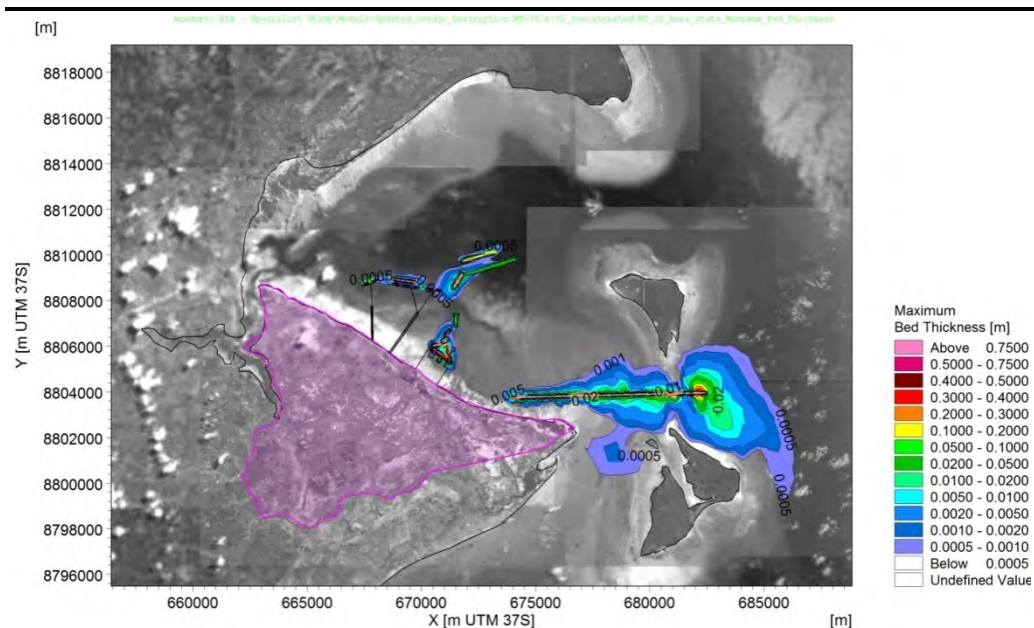 [m]
8818000
8816000
8814000
8812000
8810000
8808000
8806000
8804000
8802000
8800000
8798000
8796000
Y [m UTM 37S]
0.0005
0.0005
0.0005
0.001
0.005
0.02
0.01
0.02
0.0005
0.0005
0.0005
660000 665000 670000 675000 680000 685000
X [m UTM 37S] [m]
Maximum
Bed Thickness [m]
Above 0.7500
0.5000 - 0.7500
0.4000 - 0.5000
0.3000 - 0.4000
0.2000 - 0.3000
0.1000 - 0.2000
0.0500 - 0.1000
0.0200 - 0.0500
0.0100 - 0.0200
0.0050 - 0.0100
0.0020 - 0.0050
0.0010 - 0.0020
0.0005 - 0.0010
Below 0.0005
Undefined Value